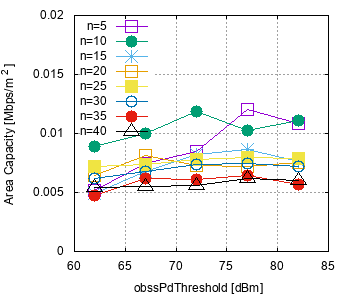 0.02
0.015
0.01
0.005
0
Area Capacity [Mbps/m²]
n=5
n=10
n=15
n=20
n=25
n=30
n=35
n=40
60 65 70 75 80 85
obssPdThreshold [dBm]